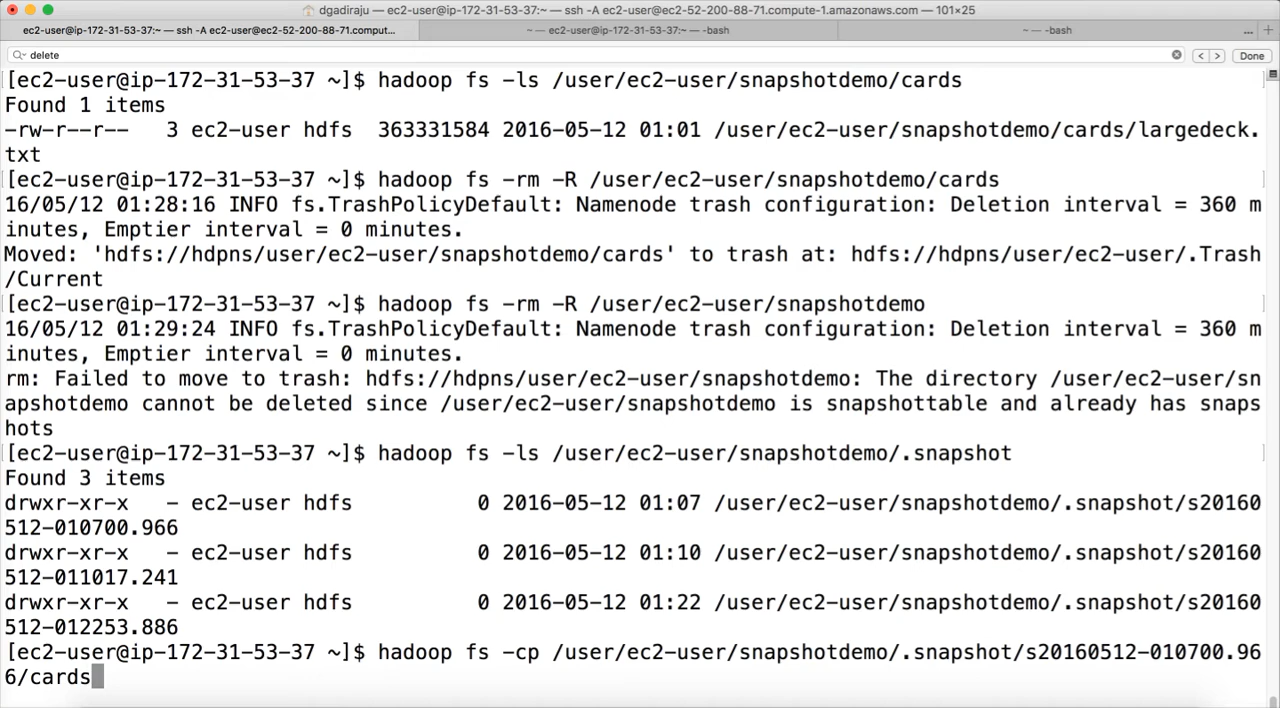 dgadiraju — ec2-user@ip-172-31-53-37:~ — ssh -A ec2-user@ec2-52-200-88-71.compute-1.amazonaws.com — 101×25
ec2-user@ip-172-31-53-37:~ — ssh -A ec2-user@ec2-52-200-88-71.comput... ~ — ec2-user@ip-172-31-53-37:~ — -bash ~ — -bash
delete Done
[ec2-user@ip-172-31-53-37 ~]$ hadoop fs -ls /user/ec2-user/snapshotdemo/cards
Found 1 items
-rw-r--r--   3 ec2-user hdfs  363331584 2016-05-12 01:01 /user/ec2-user/snapshotdemo/cards/largedeck.
txt
[ec2-user@ip-172-31-53-37 ~]$ hadoop fs -rm -R /user/ec2-user/snapshotdemo/cards
16/05/12 01:28:16 INFO fs.TrashPolicyDefault: Namenode trash configuration: Deletion interval = 360 m
inutes, Emptier interval = 0 minutes.
Moved: 'hdfs://hdpns/user/ec2-user/snapshotdemo/cards' to trash at: hdfs://hdpns/user/ec2-user/.Trash
/Current
[ec2-user@ip-172-31-53-37 ~]$ hadoop fs -rm -R /user/ec2-user/snapshotdemo
16/05/12 01:29:24 INFO fs.TrashPolicyDefault: Namenode trash configuration: Deletion interval = 360 m
inutes, Emptier interval = 0 minutes.
rm: Failed to move to trash: hdfs://hdpns/user/ec2-user/snapshotdemo: The directory /user/ec2-user/sn
apshotdemo cannot be deleted since /user/ec2-user/snapshotdemo is snapshottable and already has snaps
hots
[ec2-user@ip-172-31-53-37 ~]$ hadoop fs -ls /user/ec2-user/snapshotdemo/.snapshot
Found 3 items
drwxr-xr-x   - ec2-user hdfs          0 2016-05-12 01:07 /user/ec2-user/snapshotdemo/.snapshot/s20160
512-010700.966
drwxr-xr-x   - ec2-user hdfs          0 2016-05-12 01:10 /user/ec2-user/snapshotdemo/.snapshot/s20160
512-011017.241
drwxr-xr-x   - ec2-user hdfs          0 2016-05-12 01:22 /user/ec2-user/snapshotdemo/.snapshot/s20160
512-012253.886
[ec2-user@ip-172-31-53-37 ~]$ hadoop fs -cp /user/ec2-user/snapshotdemo/.snapshot/s20160512-010700.96
6/cards